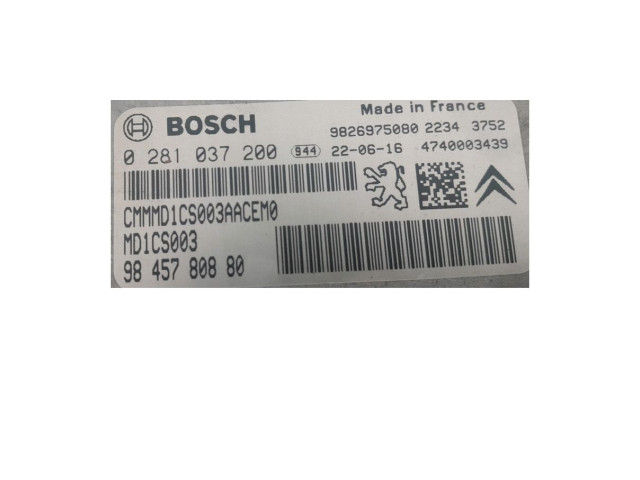 Made in France
BOSCH
9826975080 2234 3752
0 281 037 200 944 22-06-16 4740003439
CMMMD1CS003AACEM0
MD1CS003
98 457 808 80